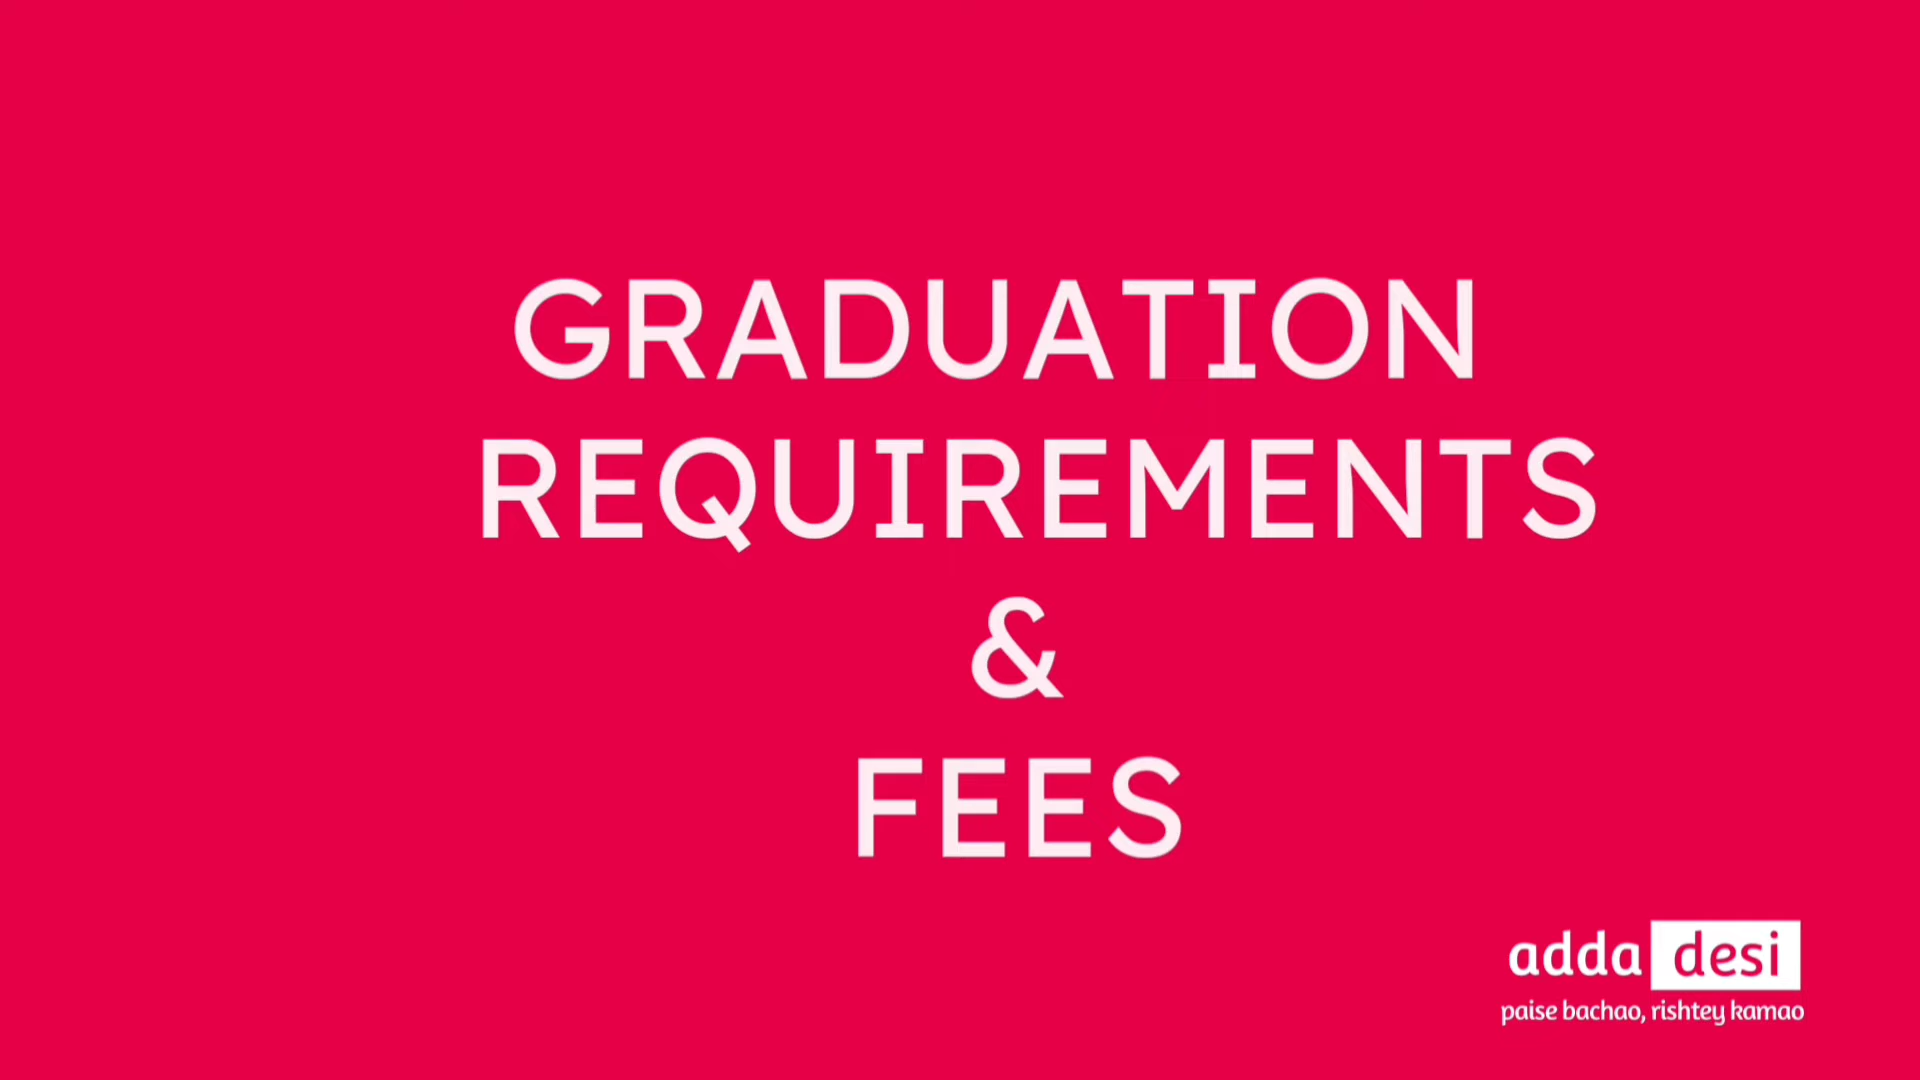 GRADUATION
REQUIREMENTS
&
FEES
adda desi
paise bachao, rishtey kamao